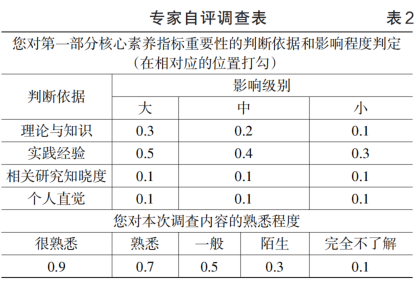 专家自评调查表 表2
您对第一部分核心素养指标重要性的判断依据和影响程度判定
（在相对应的位置打勾）
判断依据 影响级别
大 中 小
理论与知识 0.3 0.2 0.1
实践经验 0.5 0.4 0.3
相关研究知晓度 0.1 0.1 0.1
个人直觉 0.1 0.1 0.1
您对本次调查内容的熟悉程度
很熟悉 熟悉 一般 陌生 完全不了解
0.9 0.7 0.5 0.3 0.1